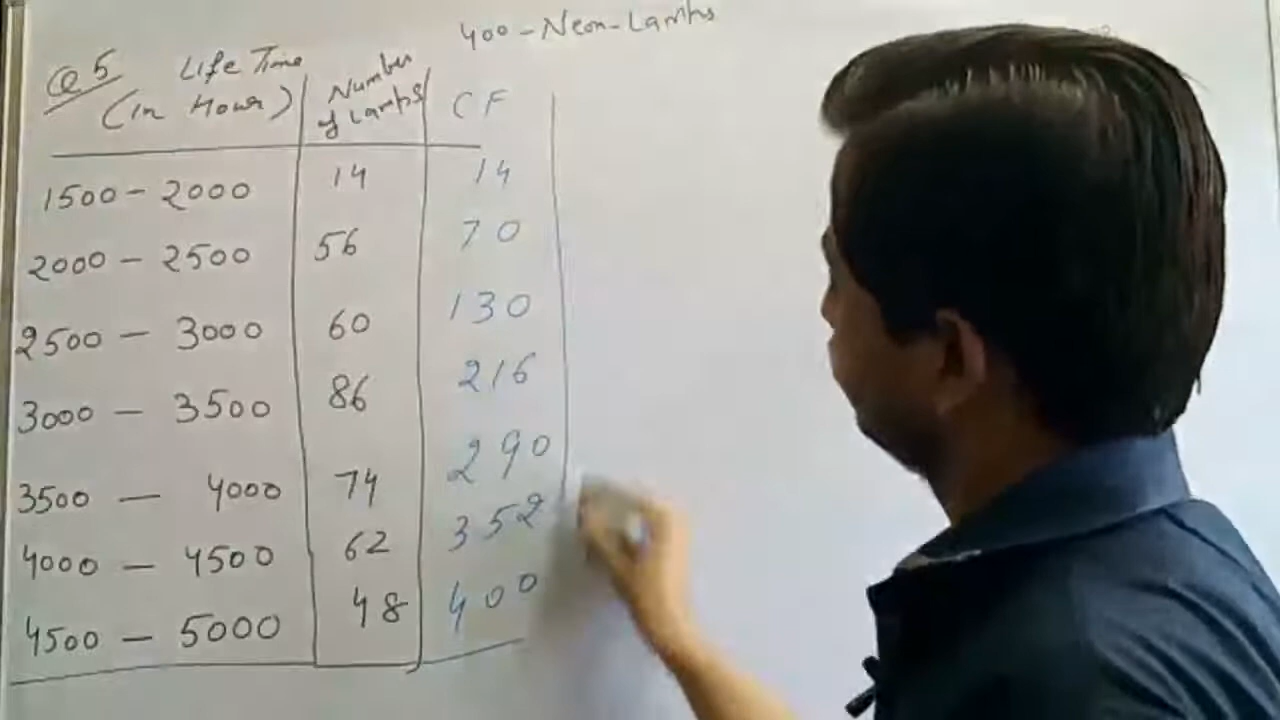 400 - Neon - Lamps
Q5 Life Time (In Hour) Number of Lamps CF
1500 - 2000 14 14
2000 - 2500 56 70
2500 - 3000 60 130
3000 - 3500 86 216
3500 - 4000 74 290
4000 - 4500 62 352
4500 - 5000 48 400